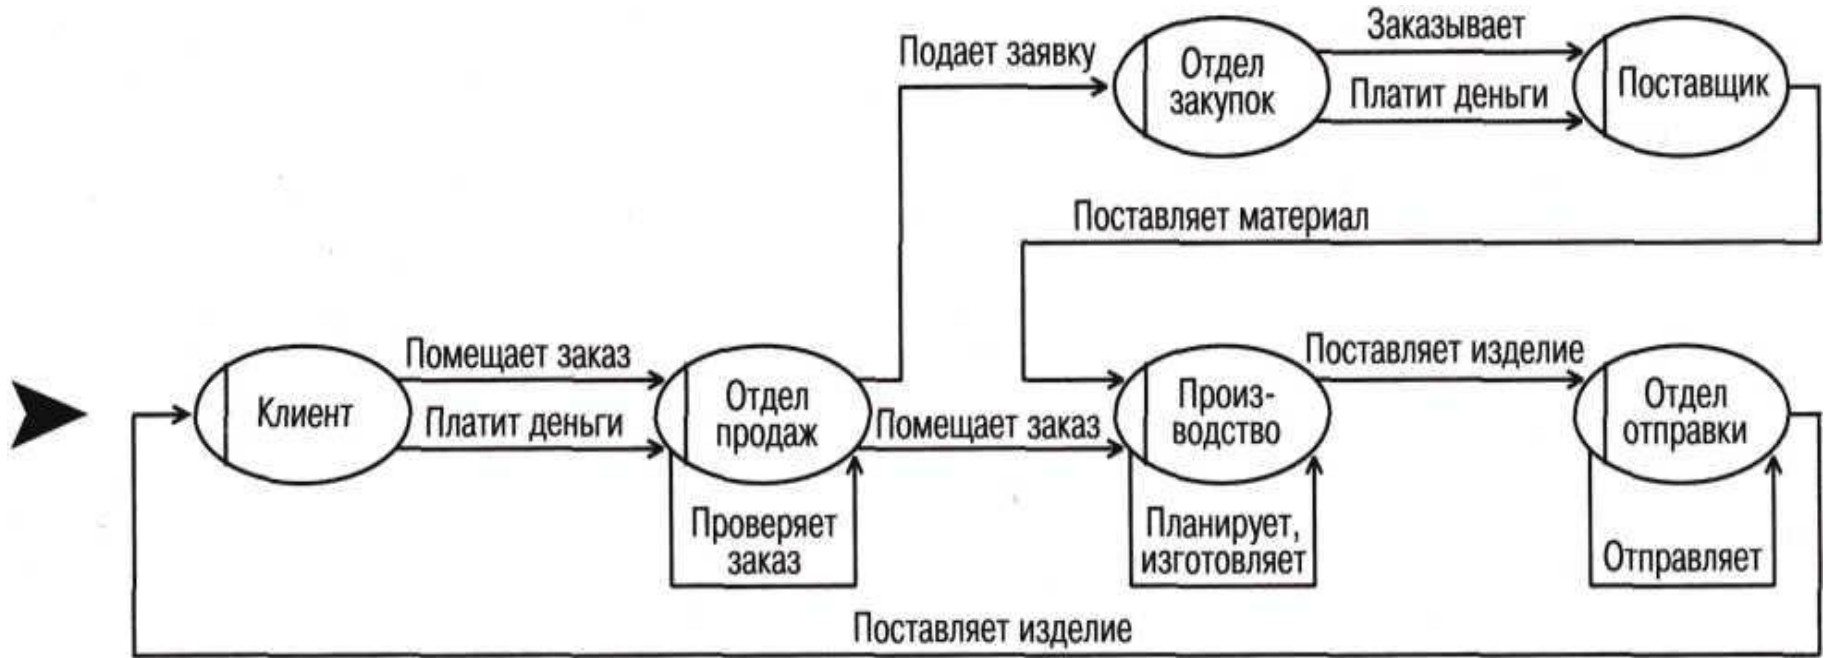 Заказывает
Подает заявку
Отдел
закупок
Платит деньги
Поставщик
Поставляет материал
Помещает заказ
Поставляет изделие
Клиент
Платит деньги
Отдел
продаж
Помещает заказ
Произ-
водство
Отдел
отправки
Проверяет
заказ
Планирует,
изготовляет
Отправляет
Поставляет изделие